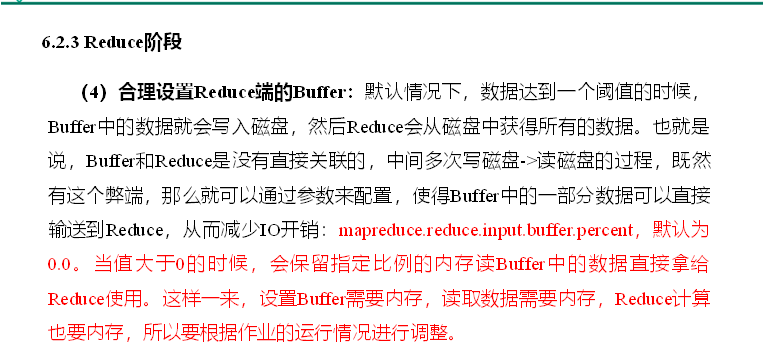 6.2.3 Reduce阶段
（4）合理设置Reduce端的Buffer：默认情况下，数据达到一个阈值的时候，
Buffer中的数据就会写入磁盘，然后Reduce会从磁盘中获得所有的数据。也就是
说，Buffer和Reduce是没有直接关联的，中间多次写磁盘->读磁盘的过程，既然
有这个弊端，那么就可以通过参数来配置，使得Buffer中的一部分数据可以直接
输送到Reduce，从而减少IO开销：mapreduce.reduce.input.buffer.percent，默认为
0.0。当值大于0的时候，会保留指定比例的内存读Buffer中的数据直接拿给
Reduce使用。这样一来，设置Buffer需要内存，读取数据需要内存，Reduce计算
也要内存，所以要根据作业的运行情况进行调整。